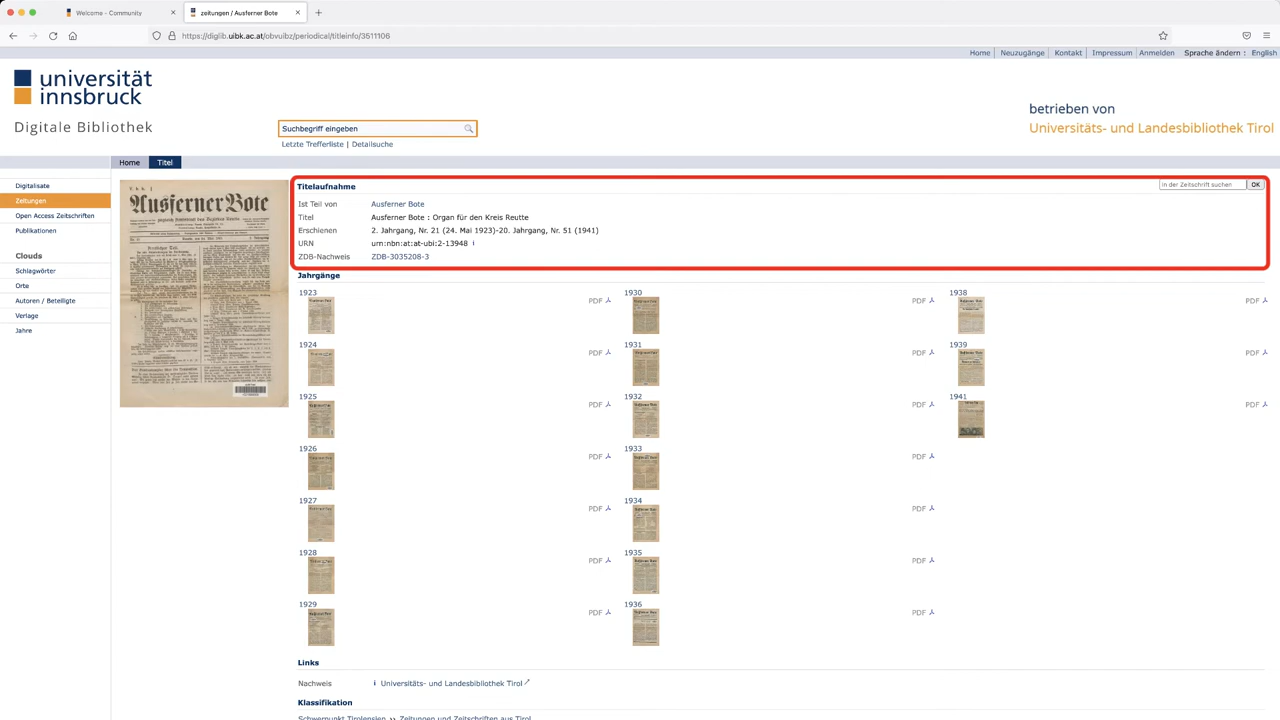 Welcome - Community
zeitungen / Ausferner Bote
https://diglib.uibk.ac.at/obvuibz/periodical/titleinfo/3511106
Home Neuzugänge Kontakt Impressum Anmelden Sprache ändern : English
universität
innsbruck
Digitale Bibliothek
Suchbegriff eingeben
Letzte Trefferliste | Detailsuche
betrieben von
Universitäts- und Landesbibliothek Tirol
Home Titel
Digitalisate
Zeitungen
Open Access Zeitschriften
Publikationen
Clouds
Schlagwörter
Orte
Autoren / Beteiligte
Verlage
Jahre
Ausferner Bote
Titelaufnahme
In der Zeitschrift suchen OK
Ist Teil von Ausferner Bote
Titel Ausferner Bote : Organ für den Kreis Reutte
Erschienen 2. Jahrgang, Nr. 21 (24. Mai 1923)-20. Jahrgang, Nr. 51 (1941)
URN urn:nbn:at:at-ubi:2-13948 i
ZDB-Nachweis ZDB-3035208-3
Jahrgänge
1923 PDF 1930 PDF 1938 PDF
1924 PDF 1931 PDF 1939 PDF
1925 PDF 1932 PDF 1941 PDF
1926 PDF 1933 PDF
1927 PDF 1934 PDF
1928 PDF 1935 PDF
1929 PDF 1936 PDF
Links
Nachweis i Universitäts- und Landesbibliothek Tirol
Klassifikation
Schwerpunkt Tirolensien ›› Zeitungen und Zeitschriften aus Tirol